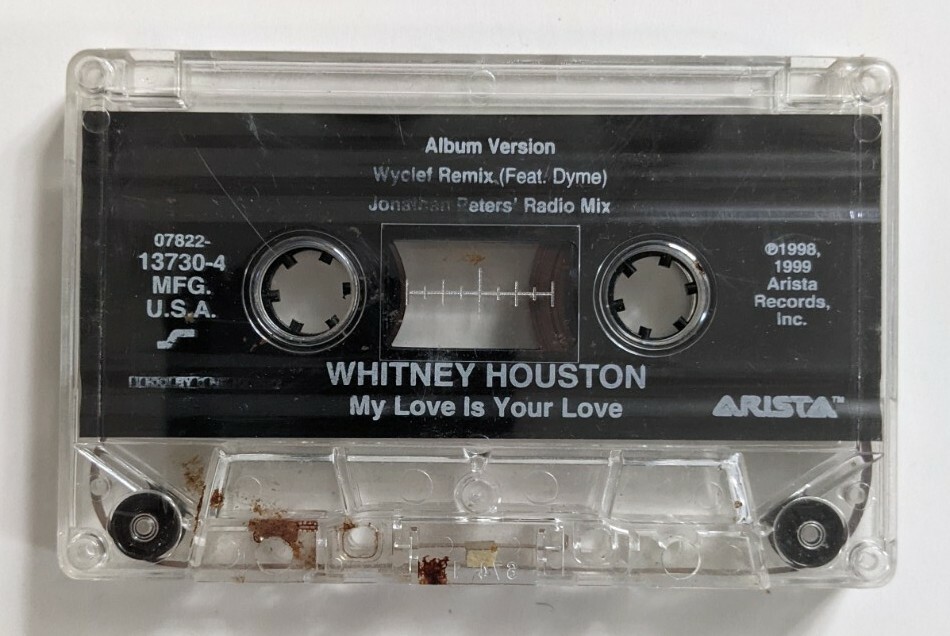 Album Version
Wyclef Remix (Feat. Dyme)
Jonathan Peters' Radio Mix
07822-
13730-4
MFG.
U.S.A.
℗1998,
1999
Arista
Records,
Inc.
WHITNEY HOUSTON
My Love Is Your Love
ARISTA™